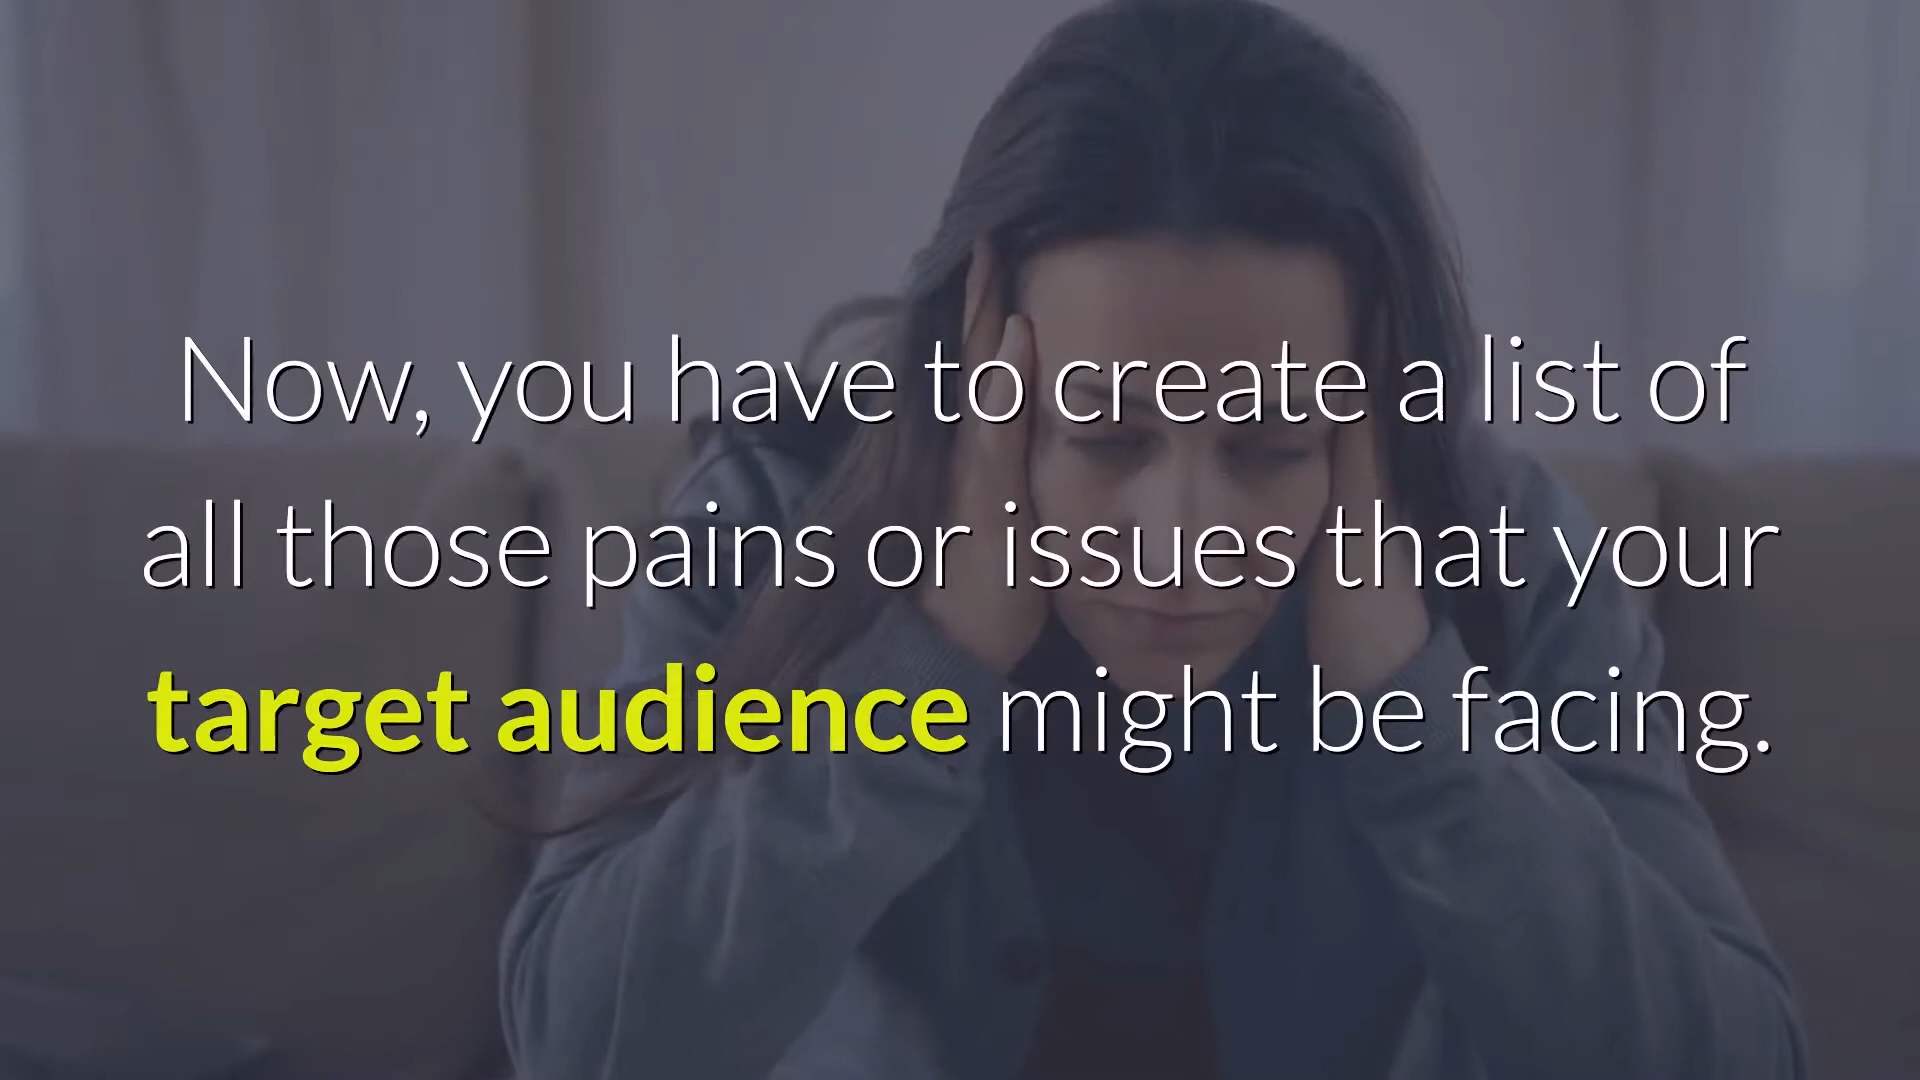 Now, you have to create a list of
all those pains or issues that your
target audience might be facing.